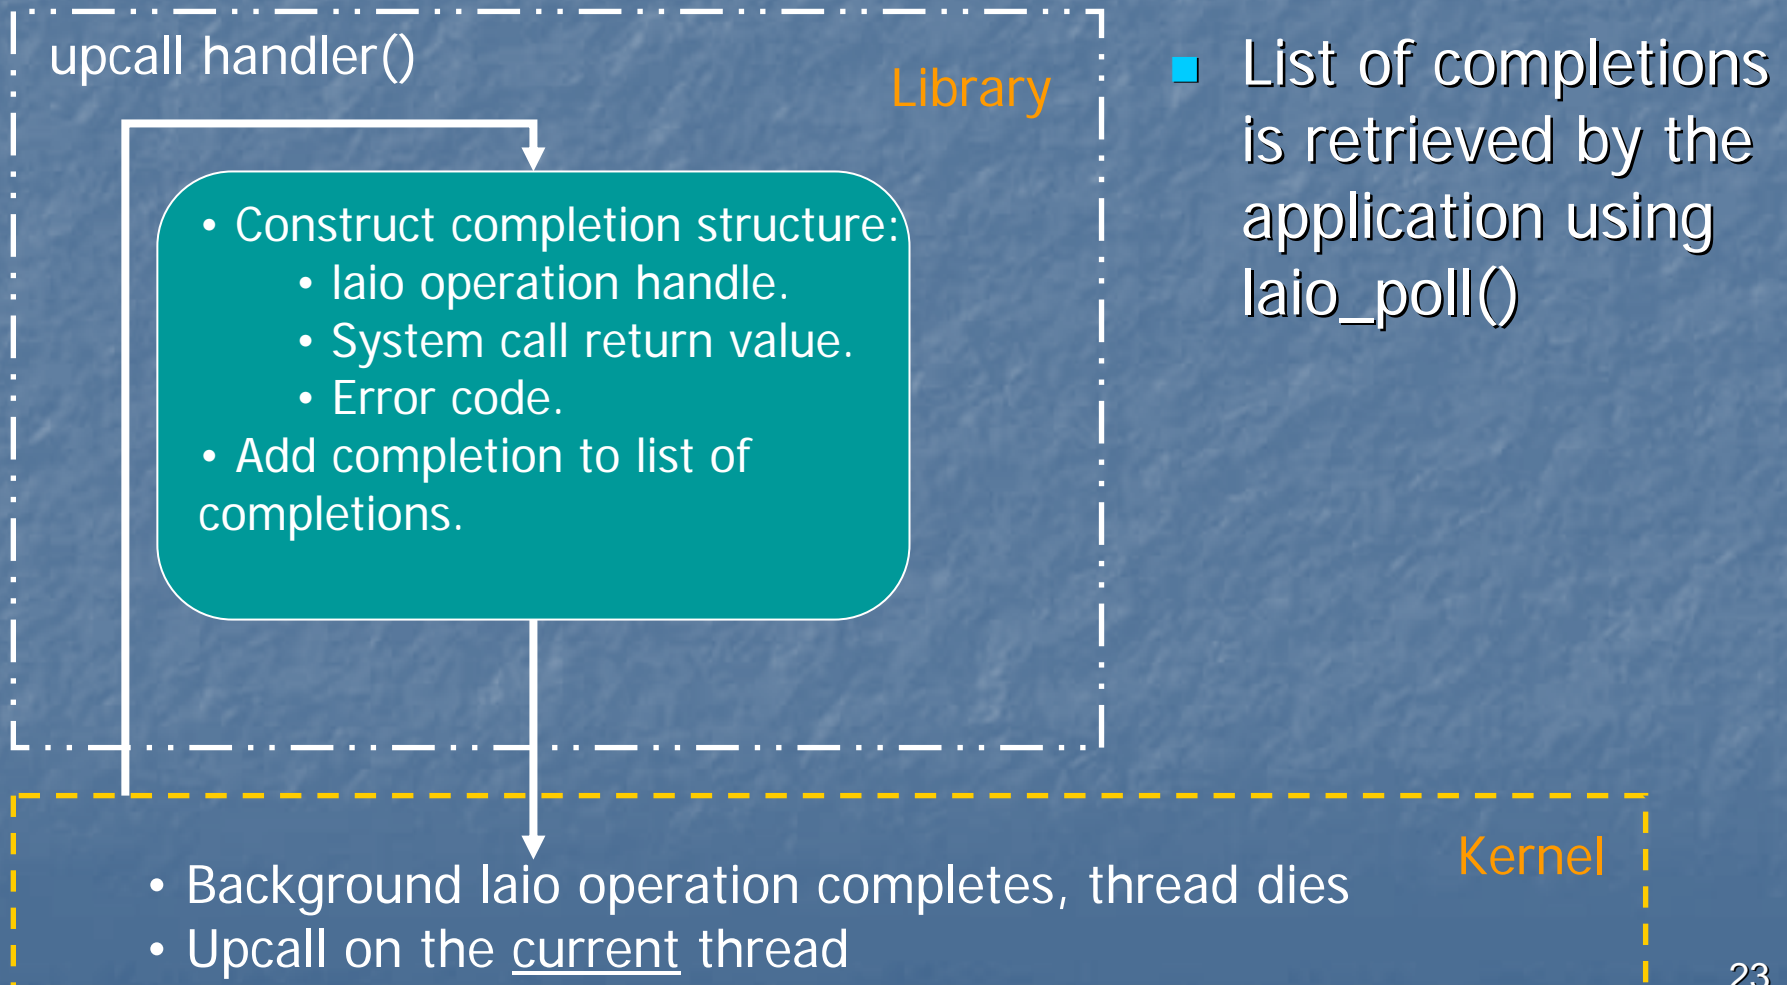 upcall handler()
Library
• Construct completion structure:
• laio operation handle.
• System call return value.
• Error code.
• Add completion to list of
completions.
List of completions
is retrieved by the
application using
laio_poll()
Kernel
• Background laio operation completes, thread dies
• Upcall on the current thread
23